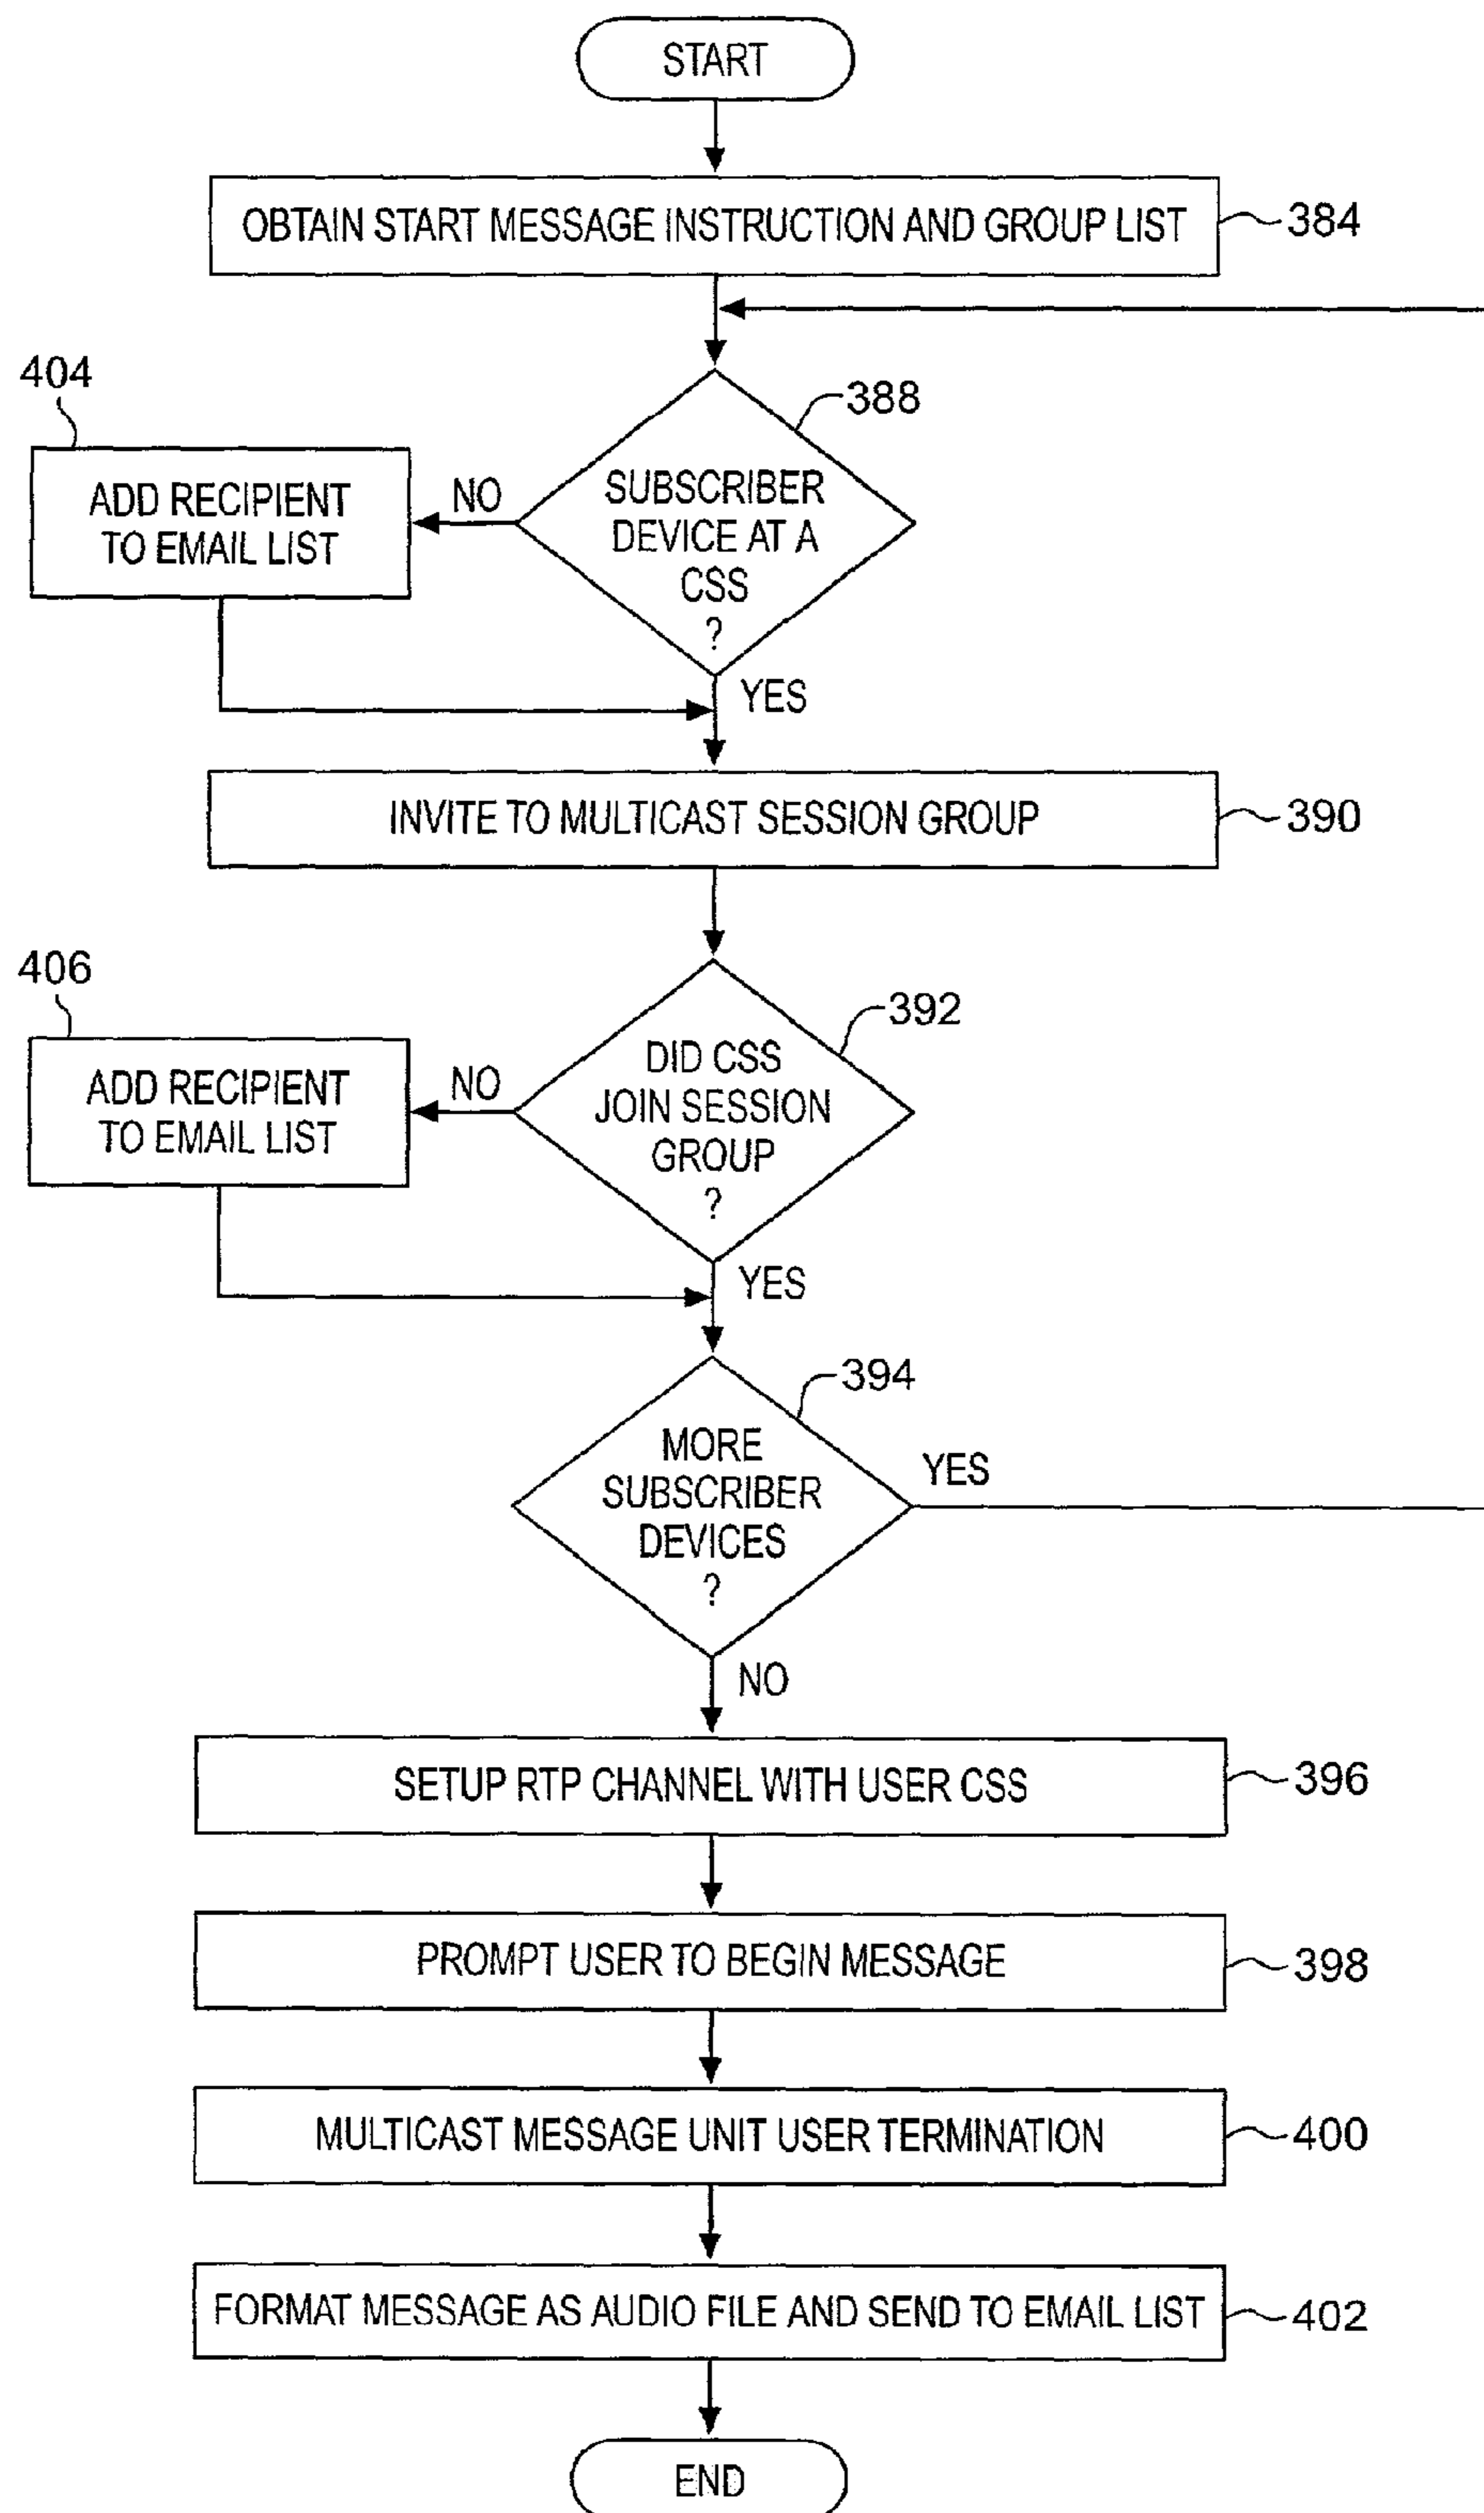 START
OBTAIN START MESSAGE INSTRUCTION AND GROUP LIST
384
404
388
ADD RECIPIENT
TO EMAIL LIST
NO
SUBSCRIBER
DEVICE AT A
CSS
?
YES
INVITE TO MULTICAST SESSION GROUP
390
406
392
ADD RECIPIENT
TO EMAIL LIST
NO
DID CSS
JOIN SESSION
GROUP
?
YES
394
MORE
SUBSCRIBER
DEVICES
?
YES
NO
SETUP RTP CHANNEL WITH USER CSS
396
PROMPT USER TO BEGIN MESSAGE
398
MULTICAST MESSAGE UNIT USER TERMINATION
400
FORMAT MESSAGE AS AUDIO FILE AND SEND TO EMAIL LIST
402
END